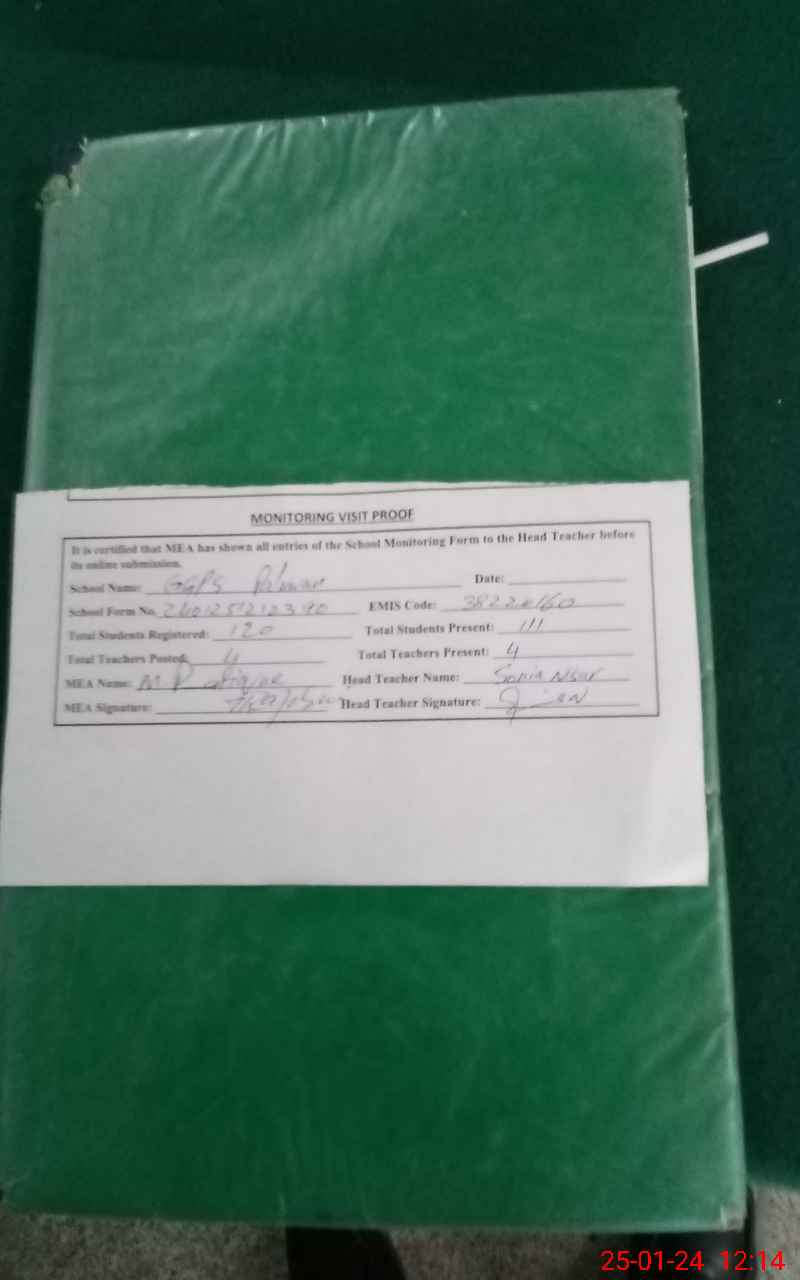 MONITORING VISIT PROOF
It is certified that MEA has shown all entries of the School Monitoring Form to the Head Teacher before
its online submission.
School Name: GGPS Date:
School Form No. EMIS Code:
Total Students Registered: 120 Total Students Present: 111
Total Teachers Posted: 4 Total Teachers Present: 4
MEA Name: M Head Teacher Name: Sonia
MEA Signature: Head Teacher Signature:
25-01-24 12:14